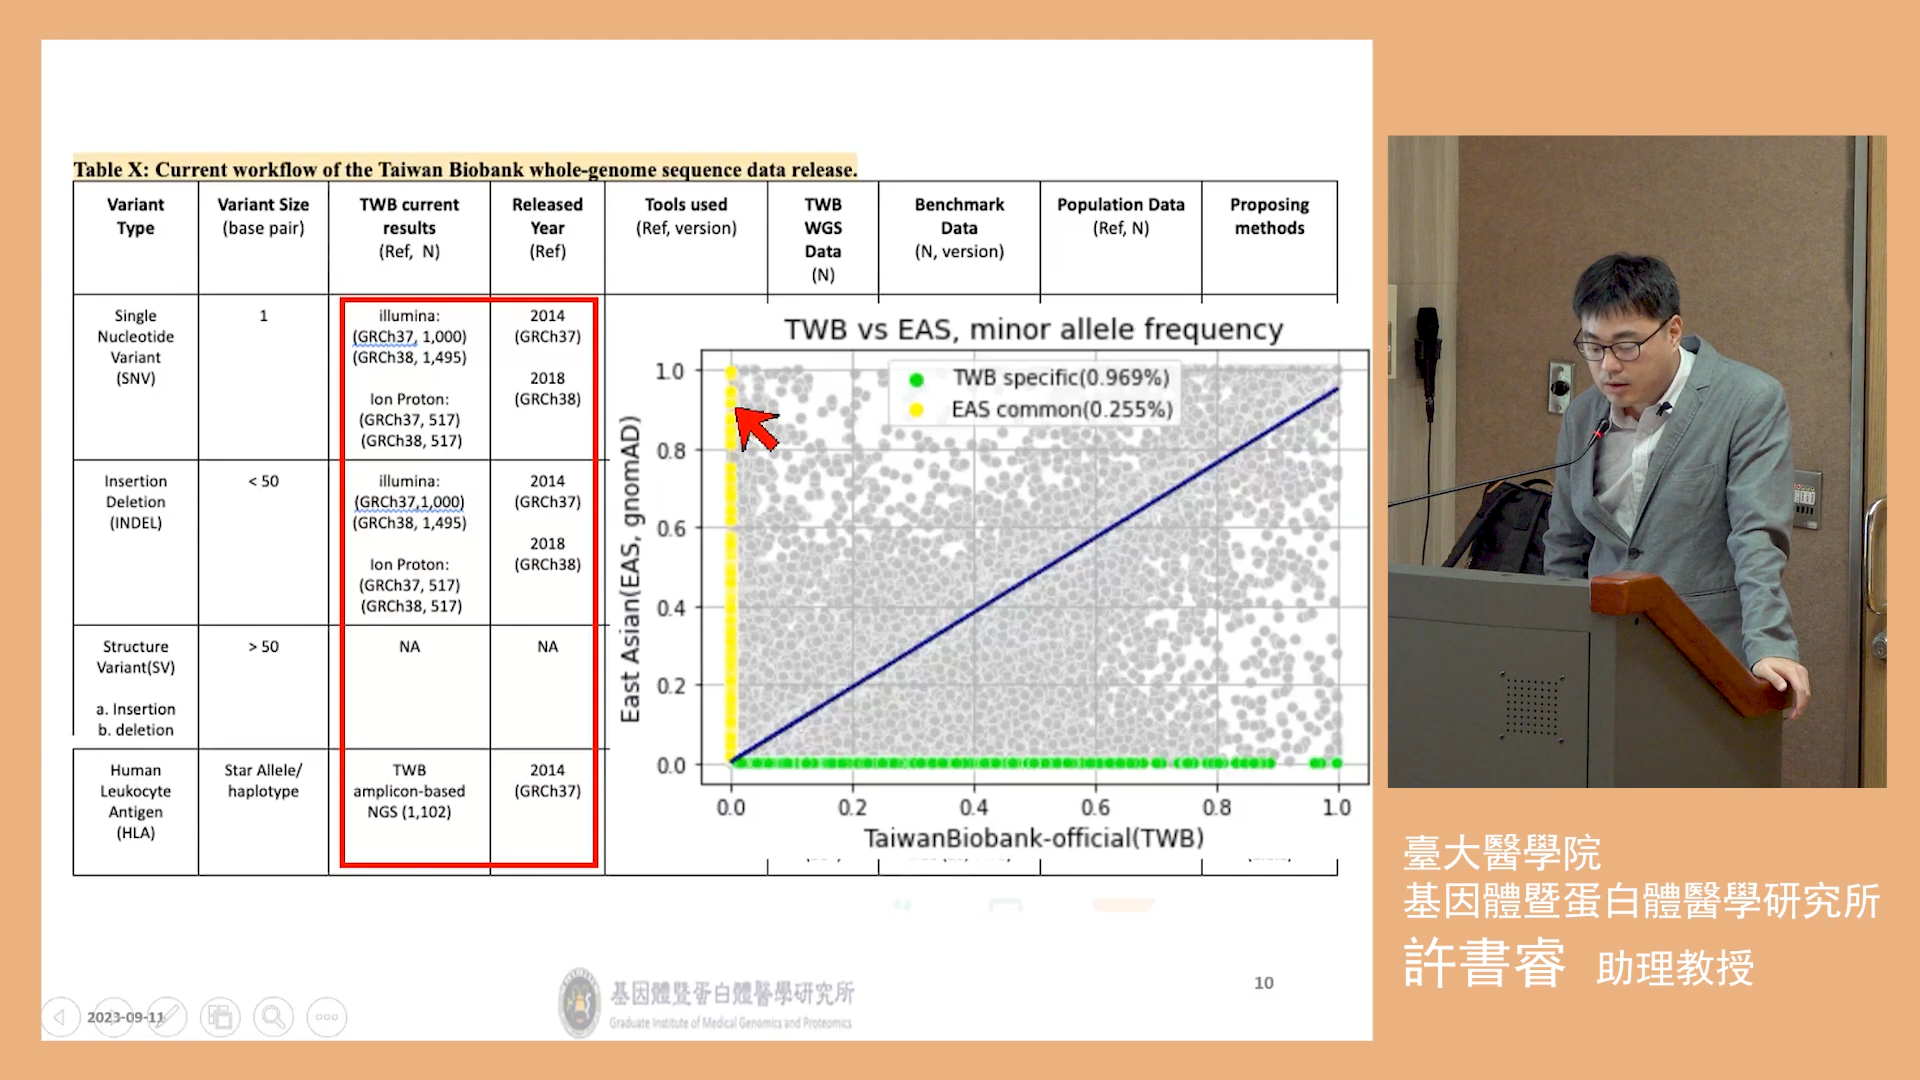 Table X: Current workflow of the Taiwan Biobank whole-genome sequence data release.
Variant
Type
Variant Size
(base pair)
TWB current
results
(Ref, N)
Released
Year
(Ref)
Tools used
(Ref, version)
TWB
WGS
Data
(N)
Benchmark
Data
(N, version)
Population Data
(Ref, N)
Proposing
methods
Single
Nucleotide
Variant
(SNV)
1
illumina:
(GRCh37, 1,000)
(GRCh38, 1,495)
Ion Proton:
(GRCh37, 517)
(GRCh38, 517)
2014
(GRCh37)
2018
(GRCh38)
Insertion
Deletion
(INDEL)
< 50
illumina:
(GRCh37,1,000)
(GRCh38, 1,495)
Ion Proton:
(GRCh37, 517)
(GRCh38, 517)
2014
(GRCh37)
2018
(GRCh38)
Structure
Variant(SV)
a. Insertion
b. deletion
> 50
NA
NA
Human
Leukocyte
Antigen
(HLA)
Star Allele/
haplotype
TWB
amplicon-based
NGS (1,102)
2014
(GRCh37)
TWB vs EAS, minor allele frequency
TWB specific(0.969%)
EAS common(0.255%)
East Asian(EAS, gnomAD)
1.0
0.8
0.6
0.4
0.2
0.0
0.0 0.2 0.4 0.6 0.8 1.0
TaiwanBiobank-official(TWB)
基因體暨蛋白體醫學研究所
Graduate Institute of Medical Genomics and Proteomics
10
2023-09-11
臺大醫學院
基因體暨蛋白體醫學研究所
許書睿 助理教授